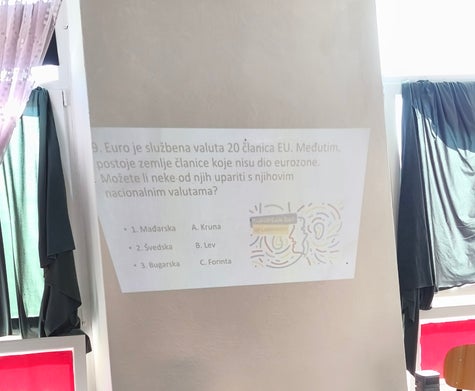 9. Euro je službena valuta 20 članica EU. Međutim,
postoje zemlje članice koje nisu dio eurozone.
Možete li neke od njih upariti s njihovim
nacionalnim valutama?
• 1. Mađarska A. Kruna
• 2. Švedska B. Lev
• 3. Bugarska C. Forinta